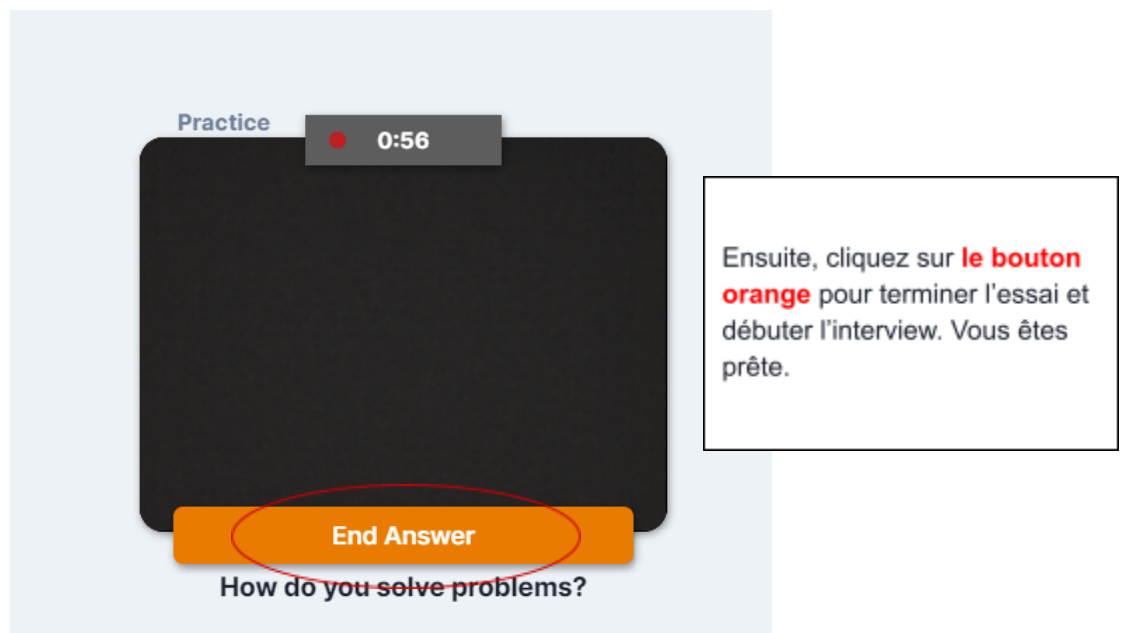 Practice
0:56
End Answer
How do you solve problems?
Ensuite, cliquez sur le bouton
orange pour terminer l'essai et
débuter l'interview. Vous êtes
prête.